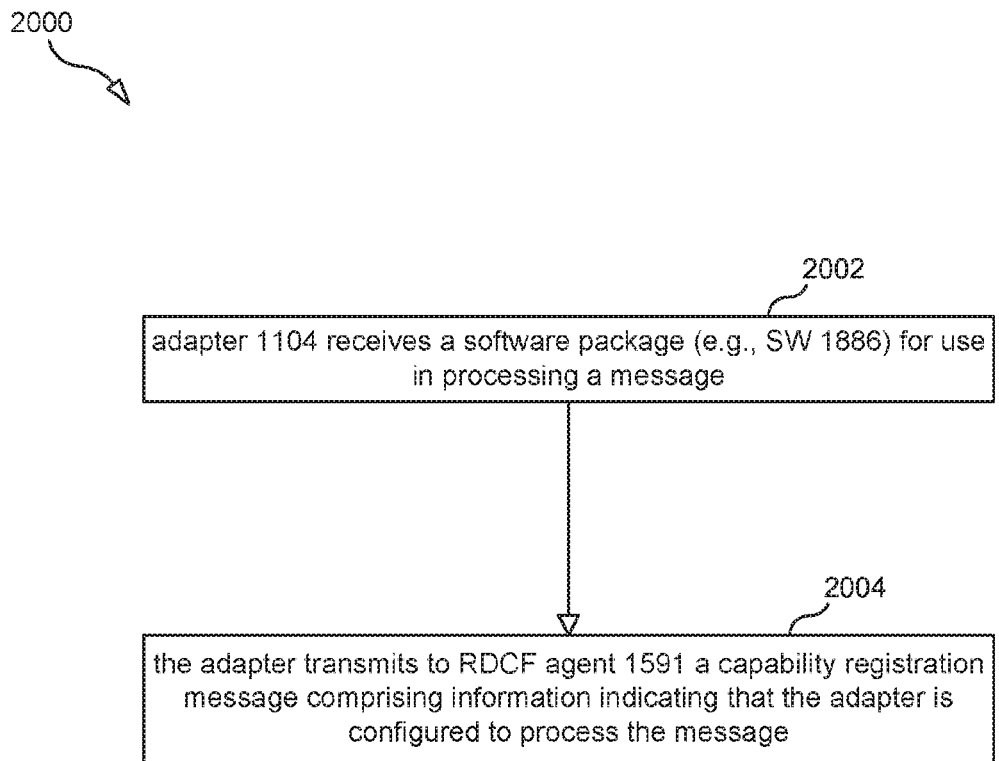 2000
2002
adapter 1104 receives a software package (e.g., SW 1886) for use
in processing a message
2004
the adapter transmits to RDCF agent 1591 a capability registration
message comprising information indicating that the adapter is
configured to process the message